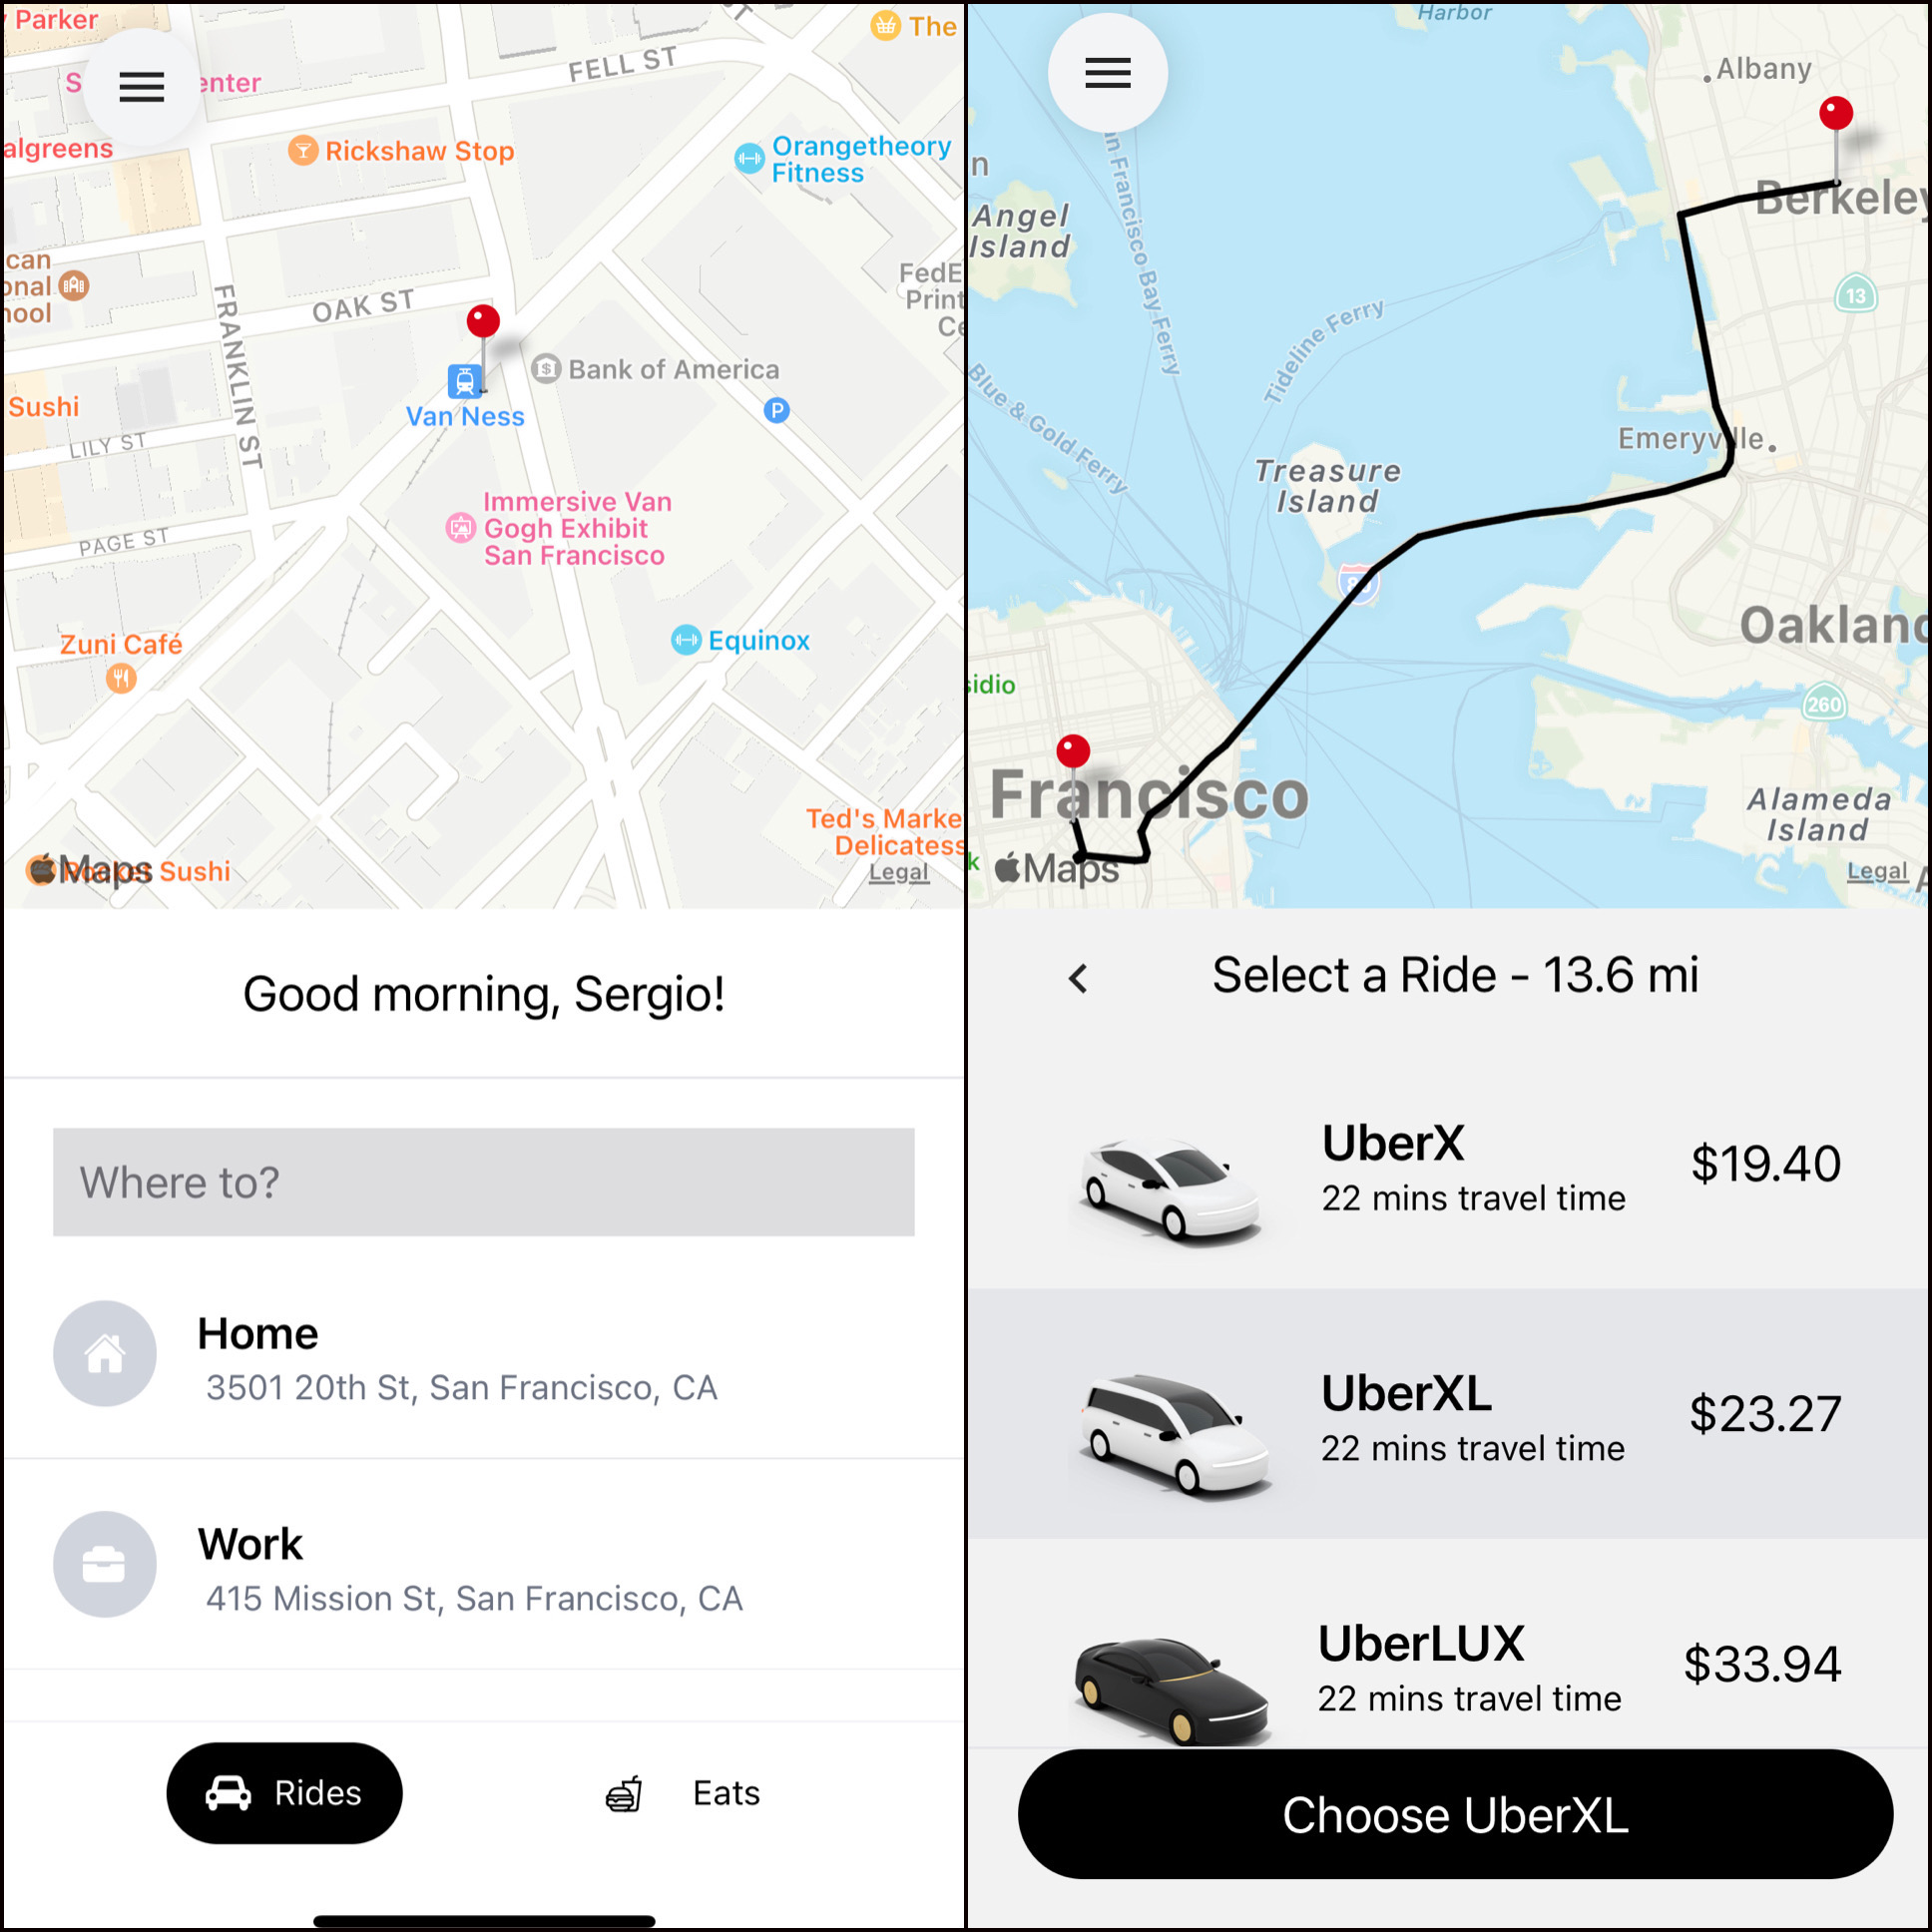 Parker
The
FELL ST
S
enter
algreens
Rickshaw Stop
Orangetheory
Fitness
can
onal
hool
FRANKLIN ST
OAK ST
FedE
Print
Ce
Bank of America
Sushi
Van Ness
P
LILY ST
Immersive Van
Gogh Exhibit
San Francisco
PAGE ST
Zuni Café
Equinox
Ted's Marke
Delicatess
Maps
Sushi
Legal
Good morning, Sergio!
Where to?
Home
3501 20th St, San Francisco, CA
Work
415 Mission St, San Francisco, CA
Rides
Eats
Harbor
Albany
n
an Francisco Bay Ferry
Berkeley
Angel
Island
13
Tideline Ferry
Blue & Gold Ferry
Emeryville
Treasure
Island
Oakland
sidio
260
Francisco
Alameda
Island
k
Maps
Legal
A
Select a Ride - 13.6 mi
UberX
22 mins travel time
$19.40
UberXL
22 mins travel time
$23.27
UberLUX
22 mins travel time
$33.94
Choose UberXL